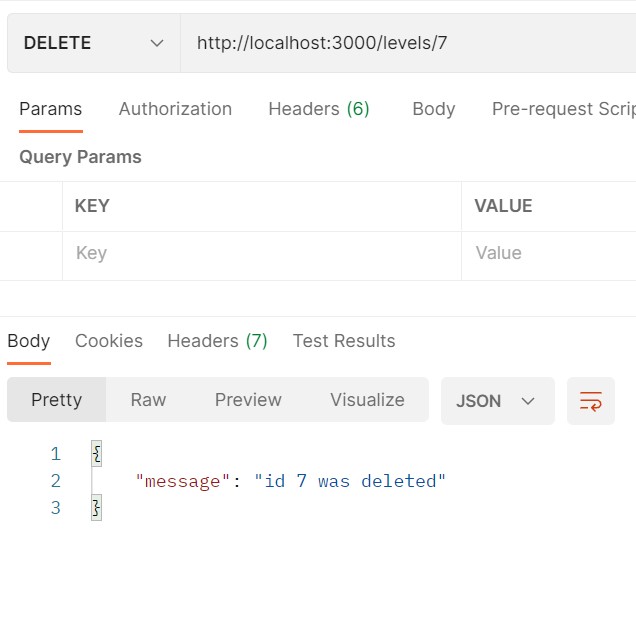 DELETE http://localhost:3000/levels/7
Params Authorization Headers (6) Body Pre-request Scrip
Query Params
KEY VALUE
Key Value
Body Cookies Headers (7) Test Results
Pretty Raw Preview Visualize JSON
1 {
2 "message": "id 7 was deleted"
3 }